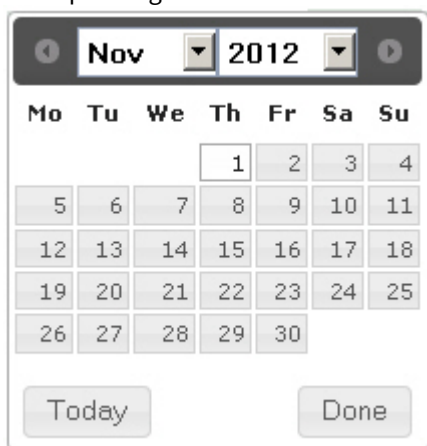 Nov 2012
Mo Tu We Th Fr Sa Su
1 2 3 4
5 6 7 8 9 10 11
12 13 14 15 16 17 18
19 20 21 22 23 24 25
26 27 28 29 30
Today Done